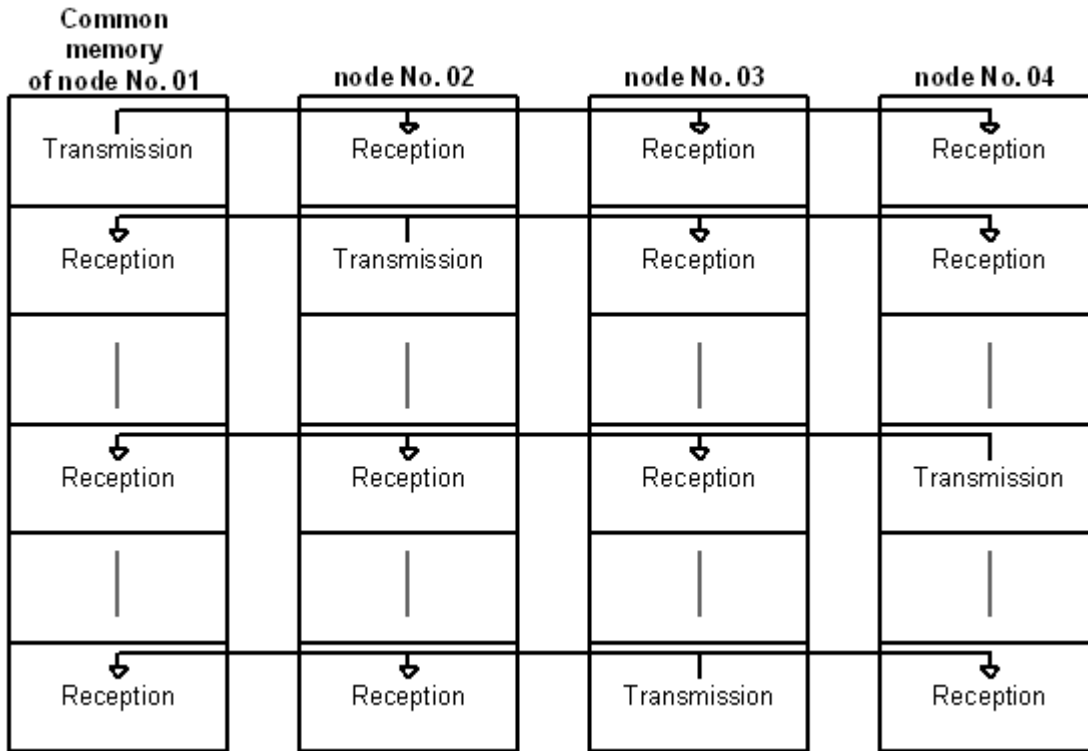 Common
memory
of node No. 01 node No. 02 node No. 03 node No. 04
Transmission Reception Reception Reception
Reception Transmission Reception Reception
Reception Reception Reception Transmission
Reception Reception Transmission Reception